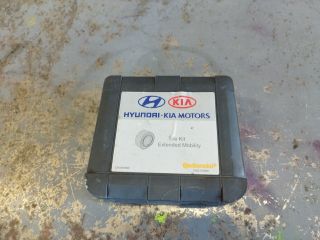 KIA
HYUNDAI·KIA MOTORS
Tire Kit
Extended Mobility
Continental